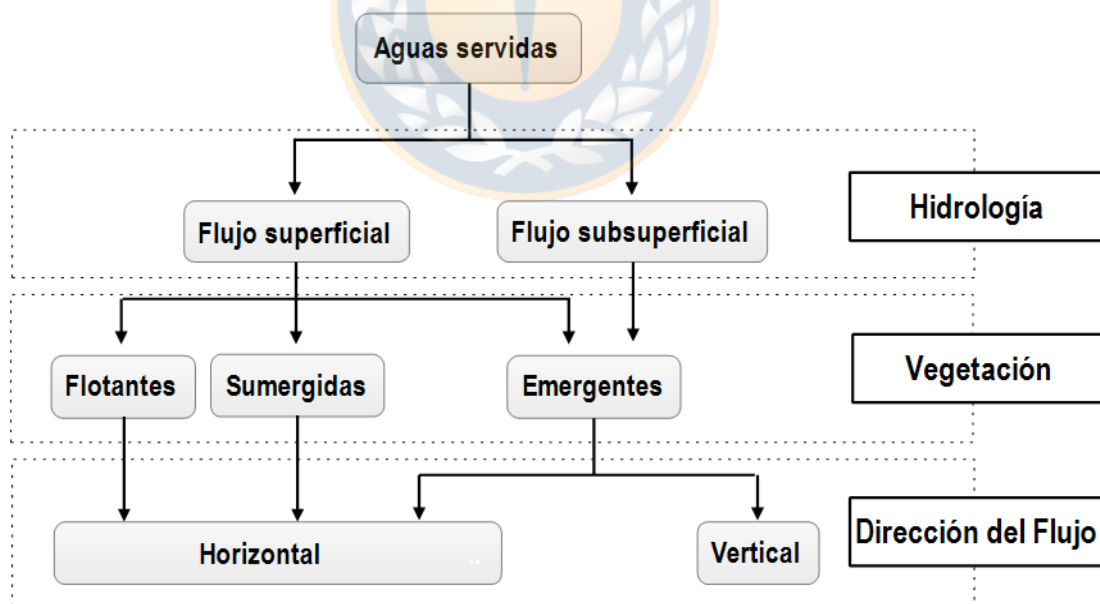 Aguas servidas
Hidrología
Flujo superficial
Flujo subsuperficial
Vegetación
Flotantes
Sumergidas
Emergentes
Dirección del Flujo
Horizontal
Vertical